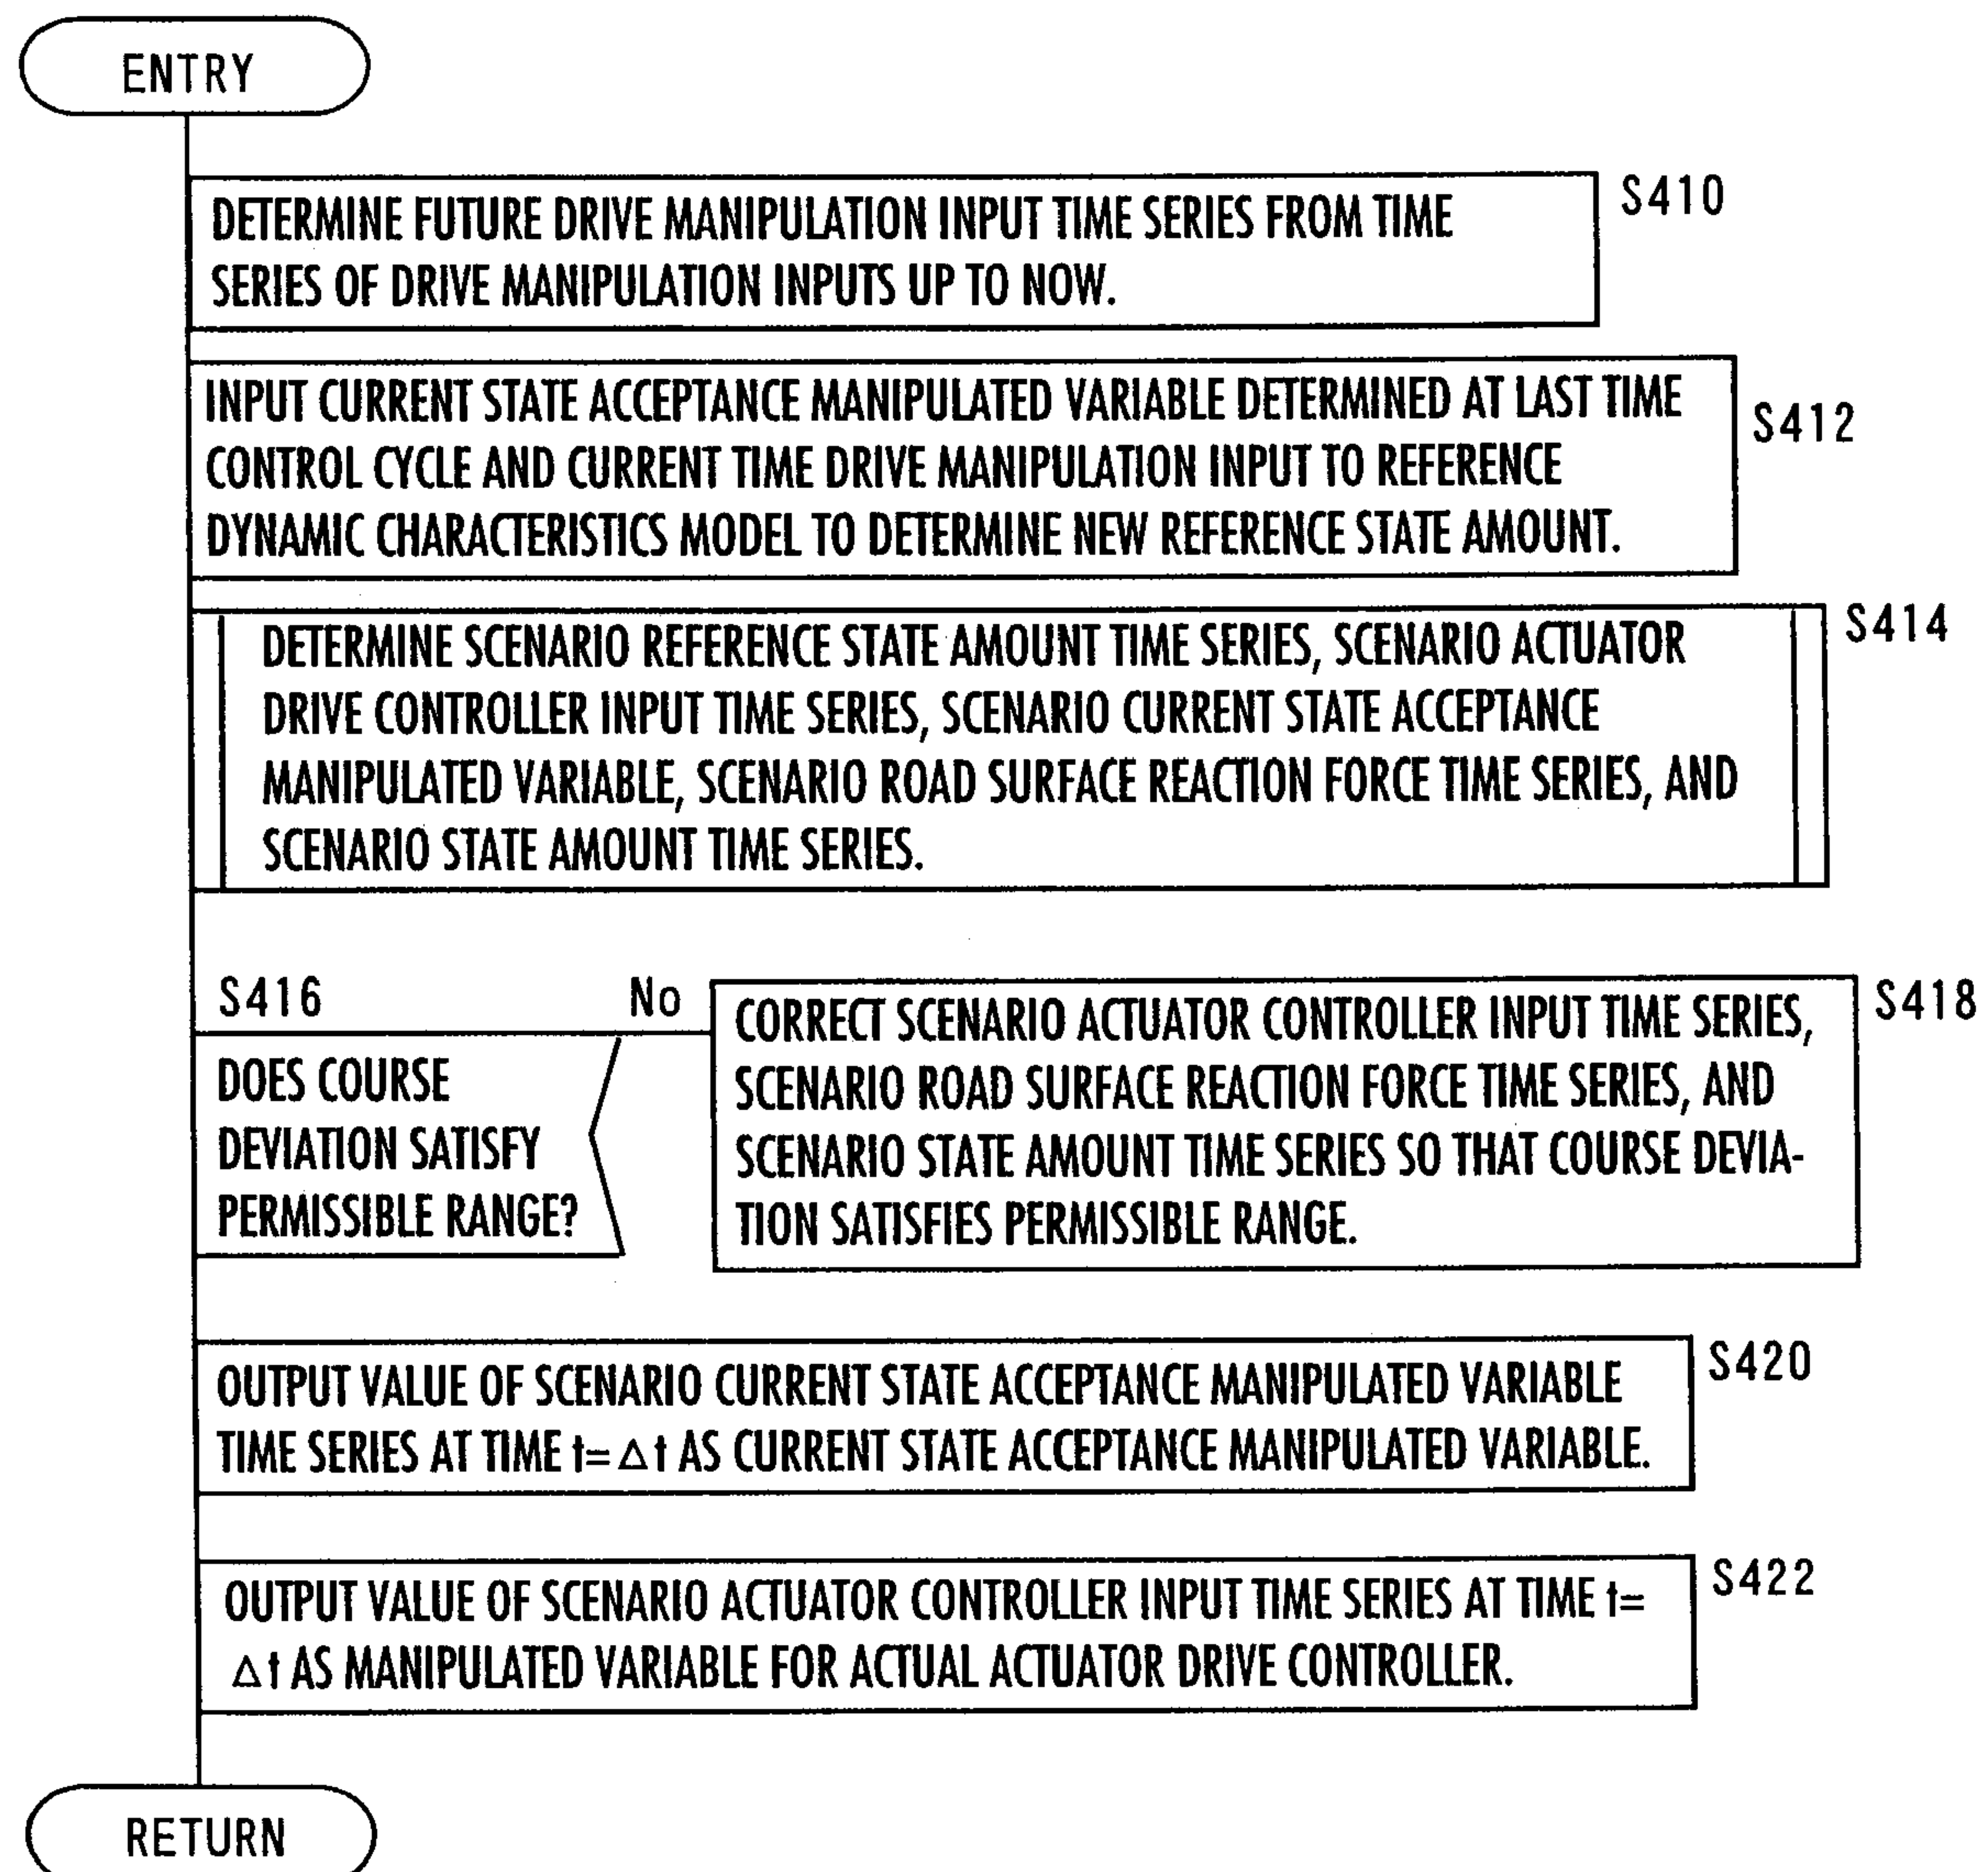 ENTRY
S410
DETERMINE FUTURE DRIVE MANIPULATION INPUT TIME SERIES FROM TIME
SERIES OF DRIVE MANIPULATION INPUTS UP TO NOW.
INPUT CURRENT STATE ACCEPTANCE MANIPULATED VARIABLE DETERMINED AT LAST TIME
S412
CONTROL CYCLE AND CURRENT TIME DRIVE MANIPULATION INPUT TO REFERENCE
DYNAMIC CHARACTERISTICS MODEL TO DETERMINE NEW REFERENCE STATE AMOUNT.
S414
DETERMINE SCENARIO REFERENCE STATE AMOUNT TIME SERIES, SCENARIO ACTUATOR
DRIVE CONTROLLER INPUT TIME SERIES, SCENARIO CURRENT STATE ACCEPTANCE
MANIPULATED VARIABLE, SCENARIO ROAD SURFACE REACTION FORCE TIME SERIES, AND
SCENARIO STATE AMOUNT TIME SERIES.
S416
No
DOES COURSE
DEVIATION SATISFY
PERMISSIBLE RANGE?
S418
CORRECT SCENARIO ACTUATOR CONTROLLER INPUT TIME SERIES,
SCENARIO ROAD SURFACE REACTION FORCE TIME SERIES, AND
SCENARIO STATE AMOUNT TIME SERIES SO THAT COURSE DEVIA-
TION SATISFIES PERMISSIBLE RANGE.
S420
OUTPUT VALUE OF SCENARIO CURRENT STATE ACCEPTANCE MANIPULATED VARIABLE
TIME SERIES AT TIME t=Δt AS CURRENT STATE ACCEPTANCE MANIPULATED VARIABLE.
S422
OUTPUT VALUE OF SCENARIO ACTUATOR CONTROLLER INPUT TIME SERIES AT TIME t=
Δt AS MANIPULATED VARIABLE FOR ACTUAL ACTUATOR DRIVE CONTROLLER.
RETURN